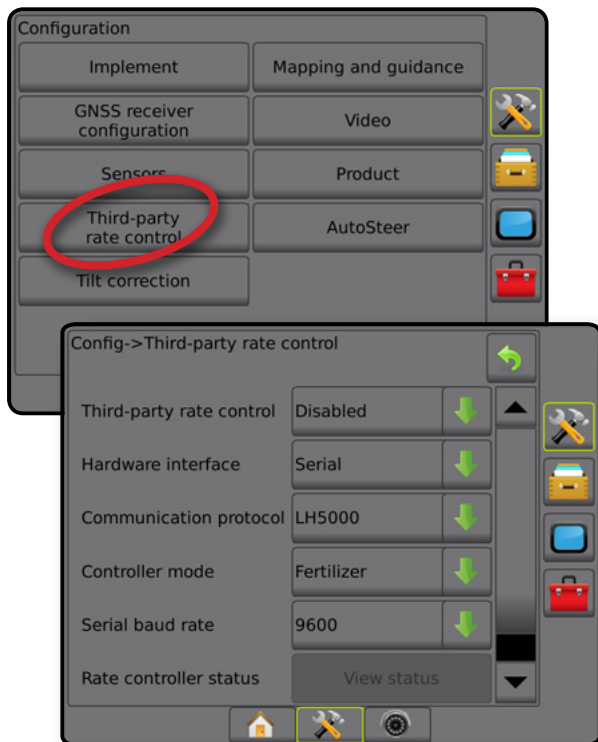 Configuration
Implement
Mapping and guidance
GNSS receiver
configuration
Video
Sensors
Product
Third-party
rate control
AutoSteer
Tilt correction
Config->Third-party rate control
Third-party rate control
Disabled
Hardware interface
Serial
Communication protocol
LH5000
Controller mode
Fertilizer
Serial baud rate
9600
Rate controller status
View status